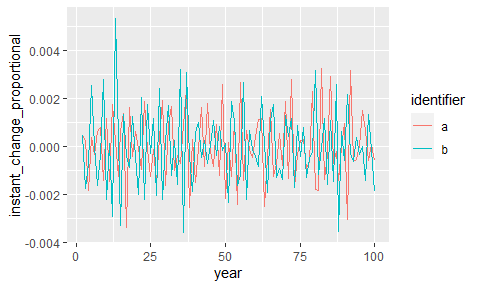 instant_change_proportional
0.004
0.002
0.000
-0.002
-0.004
0
25
50
75
100
year
identifier
a
b